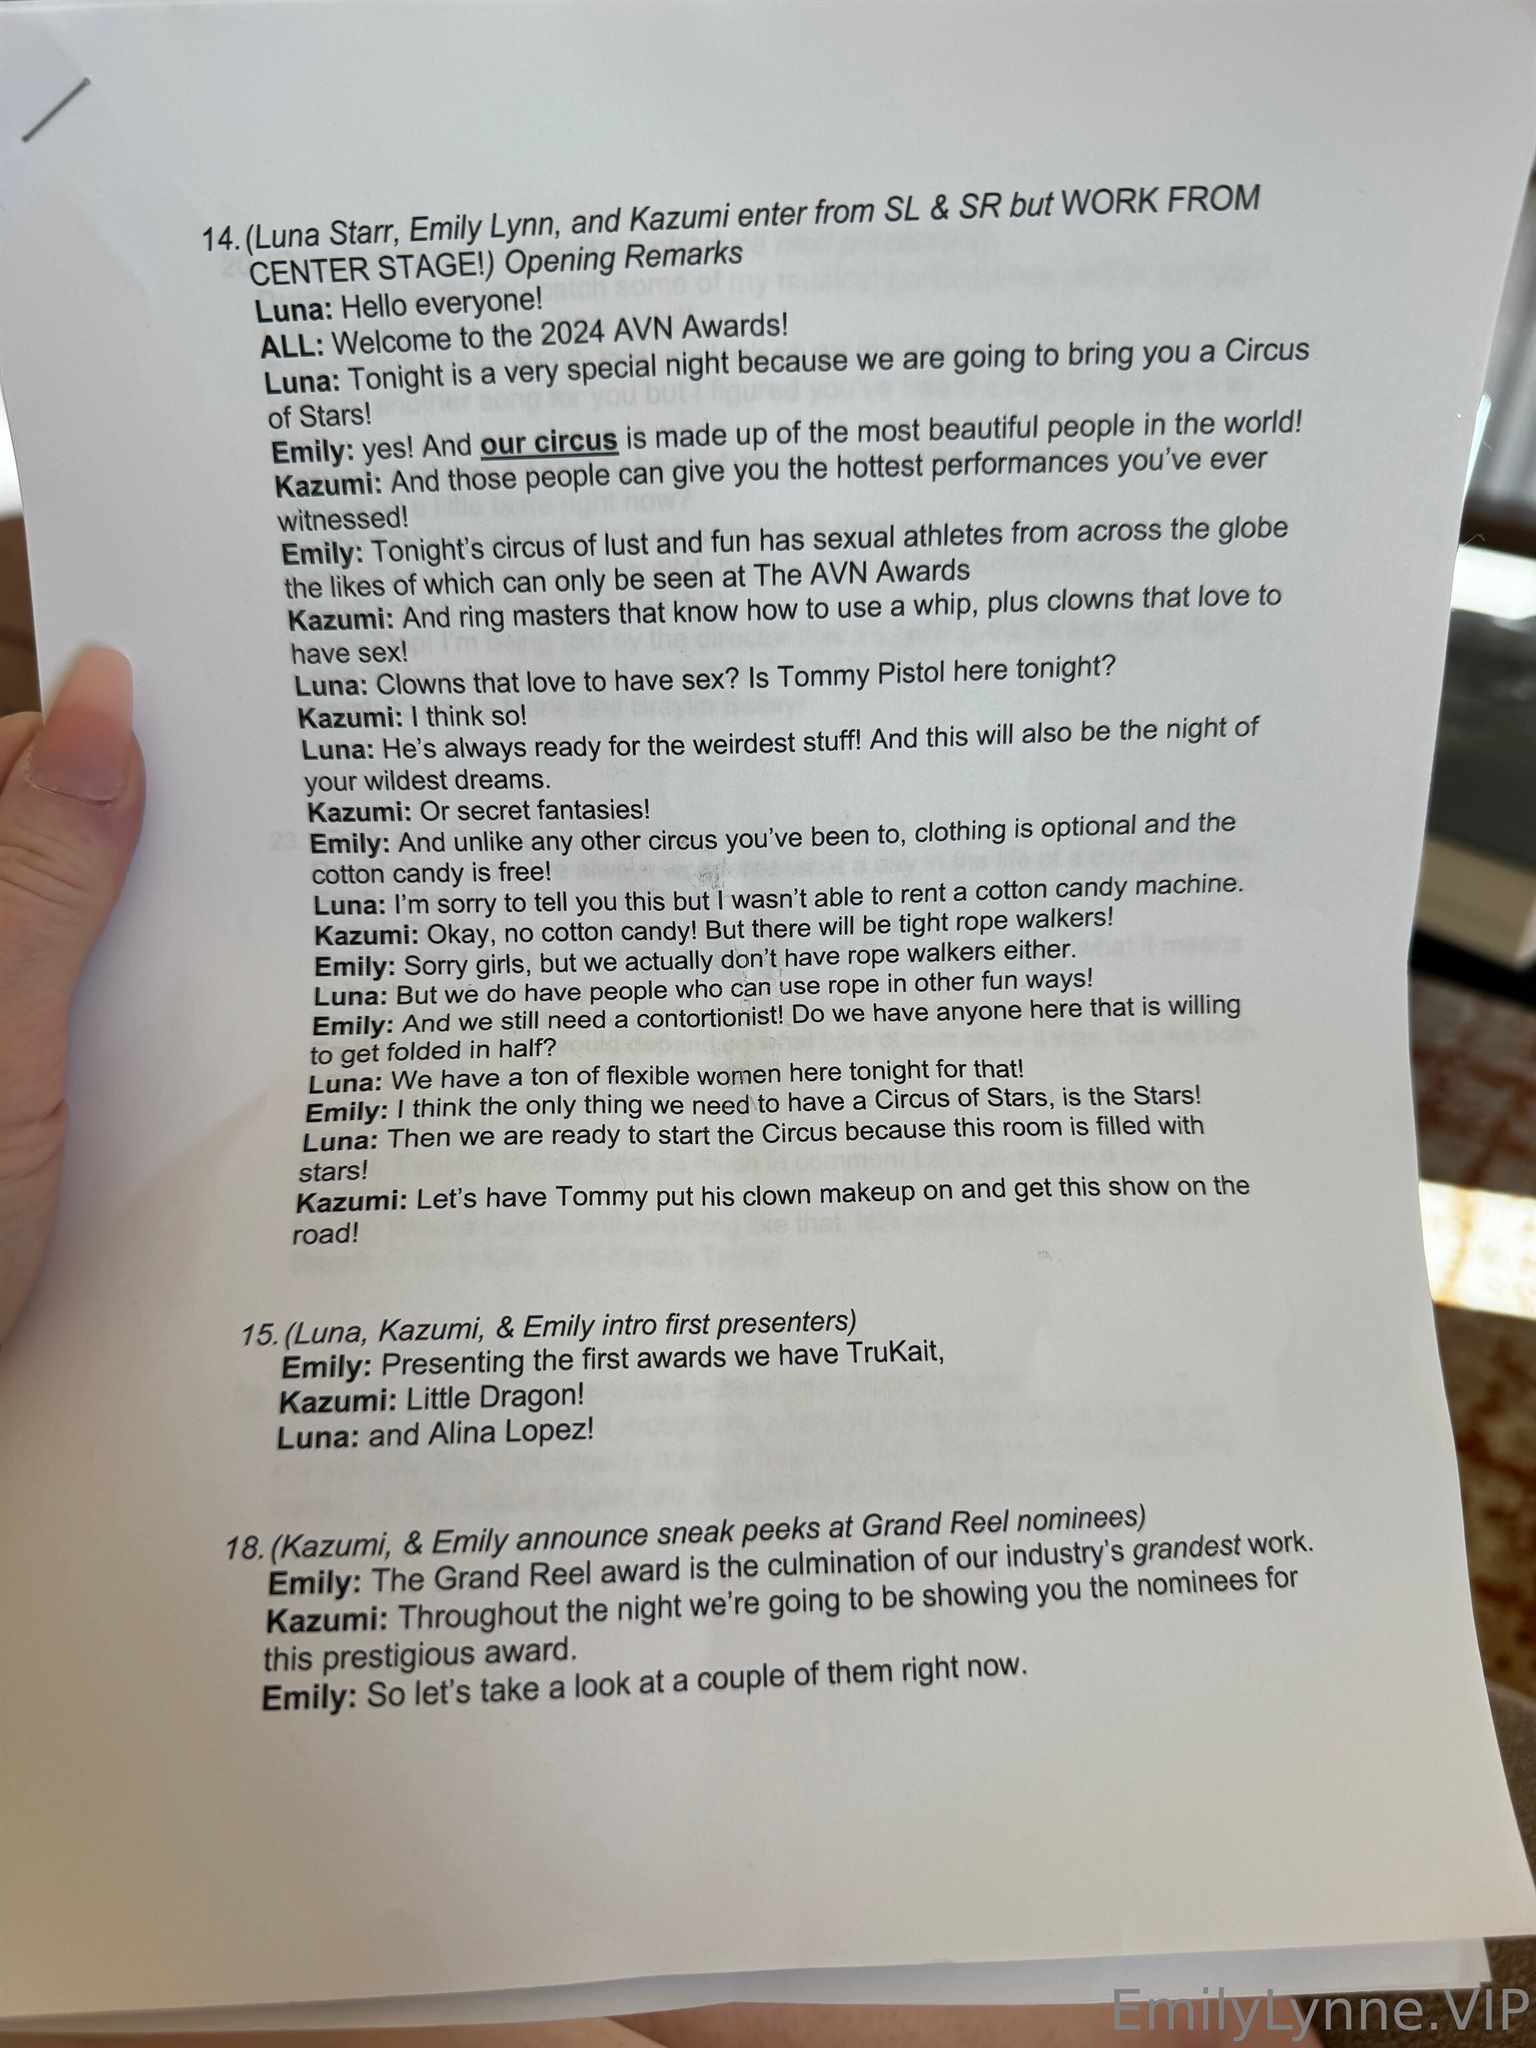 14. (Luna Starr, Emily Lynn, and Kazumi enter from SL & SR but WORK FROM
CENTER STAGE!) Opening Remarks
Luna: Hello everyone!
ALL: Welcome to the 2024 AVN Awards!
Luna: Tonight is a very special night because we are going to bring you a Circus
of Stars!
Emily: yes! And our circus is made up of the most beautiful people in the world!
Kazumi: And those people can give you the hottest performances you've ever
witnessed!
Emily: Tonight's circus of lust and fun has sexual athletes from across the globe
the likes of which can only be seen at The AVN Awards
Kazumi: And ring masters that know how to use a whip, plus clowns that love to
have sex!
Luna: Clowns that love to have sex? Is Tommy Pistol here tonight?
Kazumi: I think so!
Luna: He's always ready for the weirdest stuff! And this will also be the night of
your wildest dreams.
Kazumi: Or secret fantasies!
Emily: And unlike any other circus you've been to, clothing is optional and the
cotton candy is free!
Luna: I'm sorry to tell you this but I wasn't able to rent a cotton candy machine.
Kazumi: Okay, no cotton candy! But there will be tight rope walkers!
Emily: Sorry girls, but we actually don't have rope walkers either.
Luna: But we do have people who can use rope in other fun ways!
Emily: And we still need a contortionist! Do we have anyone here that is willing
to get folded in half?
Luna: We have a ton of flexible women here tonight for that!
Emily: I think the only thing we need to have a Circus of Stars, is the Stars!
Luna: Then we are ready to start the Circus because this room is filled with
stars!
Kazumi: Let's have Tommy put his clown makeup on and get this show on the
road!
15. (Luna, Kazumi, & Emily intro first presenters)
Emily: Presenting the first awards we have TruKait,
Kazumi: Little Dragon!
Luna: and Alina Lopez!
18. (Kazumi, & Emily announce sneak peeks at Grand Reel nominees)
Emily: The Grand Reel award is the culmination of our industry's grandest work.
Kazumi: Throughout the night we're going to be showing you the nominees for
this prestigious award.
Emily: So let's take a look at a couple of them right now.
EmilyLynne.VIP